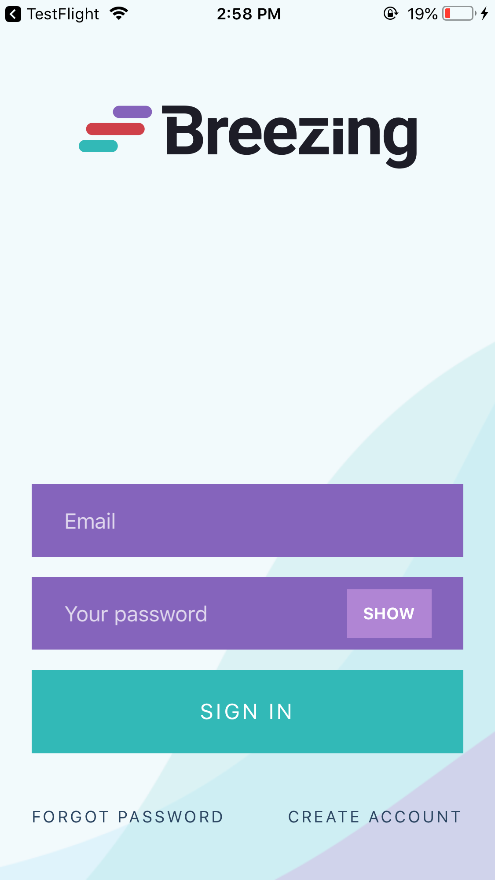 TestFlight 2:58 PM 19%
Breezing
Email
Your password SHOW
SIGN IN
FORGOT PASSWORD CREATE ACCOUNT